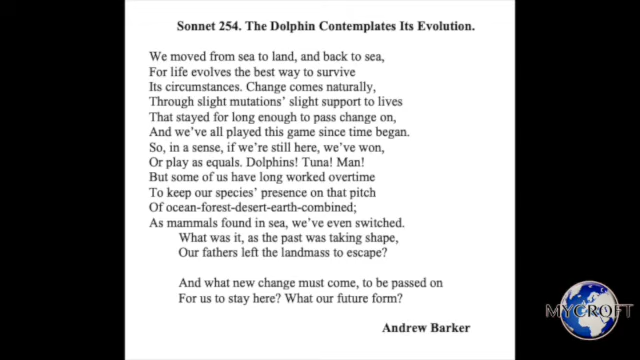 Sonnet 254. The Dolphin Contemplates Its Evolution.
We moved from sea to land, and back to sea,
For life evolves the best way to survive
Its circumstances. Change comes naturally,
Through slight mutations' slight support to lives
That stayed for long enough to pass change on,
And we've all played this game since time began.
So, in a sense, if we're still here, we've won,
Or play as equals. Dolphins! Tuna! Man!
But some of us have long worked overtime
To keep our species' presence on that pitch
Of ocean-forest-desert-earth-combined;
As mammals found in sea, we've even switched.
What was it, as the past was taking shape,
Our fathers left the landmass to escape?
And what new change must come, to be passed on
For us to stay here? What our future form?
Andrew Barker
MYCROFT